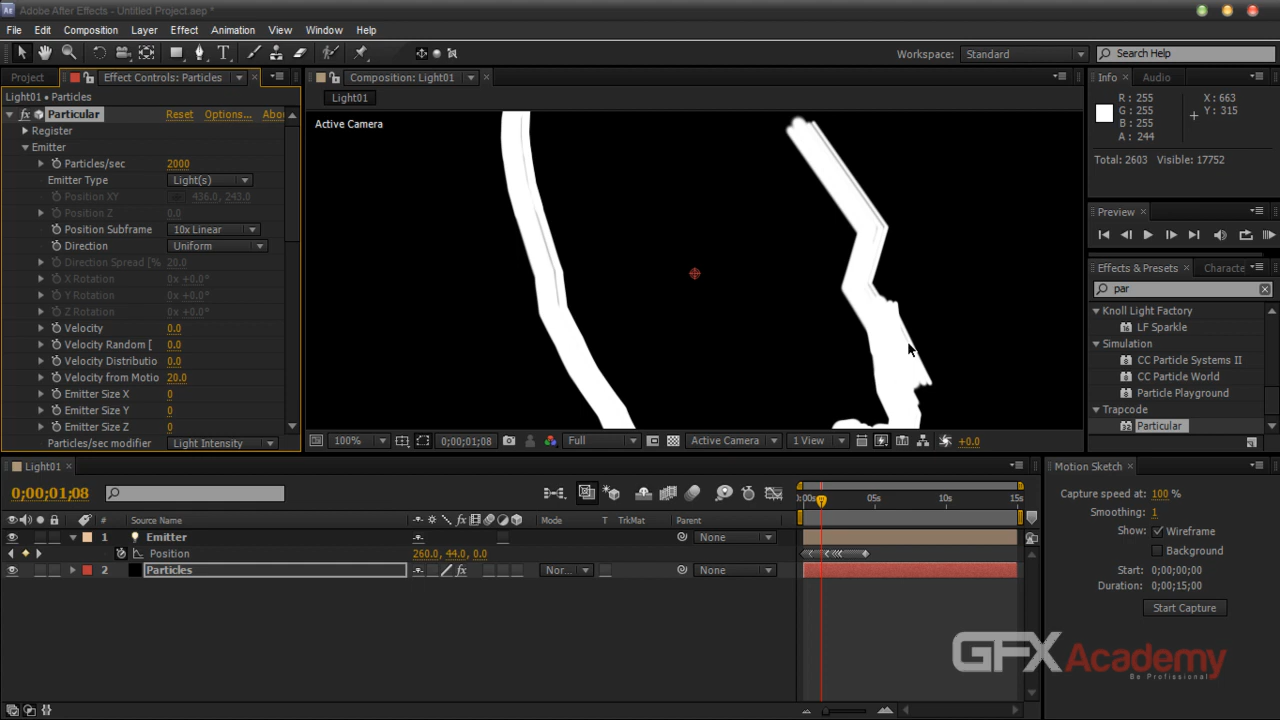 Adobe After Effects - Untitled Project.aep *
File Edit Composition Layer Effect Animation View Window Help
Workspace: Standard Search Help
Project Effect Controls: Particles Composition: Light01 Info Audio
Light01 • Particles Light01
R : 255
G : 255
B : 255
A : 244
X : 663
Y : 315
Total: 2603 Visible: 17752
Active Camera
fx Particular Reset Options... Abo
Register
Emitter
Particles/sec 2000
Emitter Type Light(s)
Position XY 436.0, 243.0
Position Z 0.0
Position Subframe 10x Linear
Direction Uniform
Direction Spread [% 20.0
X Rotation 0x +0.0°
Y Rotation 0x +0.0°
Z Rotation 0x +0.0°
Velocity 0.0
Velocity Random [ 0.0
Velocity Distributio 0.0
Velocity from Motio 20.0
Emitter Size X 0
Emitter Size Y 0
Emitter Size Z 0
Particles/sec modifier Light Intensity
Preview
Effects & Presets Characte
par
Knoll Light Factory
LF Sparkle
Simulation
CC Particle Systems II
CC Particle World
Particle Playground
Trapcode
Particular
100% 0;00;01;08 Full Active Camera 1 View +0.0
Light01
0;00;01;08
0:00s 05s 10s 15s
# Source Name fx Mode T TrkMat Parent
1 Emitter None
Position 260.0, 44.0, 0.0
2 Particles fx Nor... None
Motion Sketch
Capture speed at: 100 %
Smoothing: 1
Show: Wireframe
Background
Start: 0;00;00;00
Duration: 0;00;15;00
Start Capture
GFXAcademy
Be Profissional